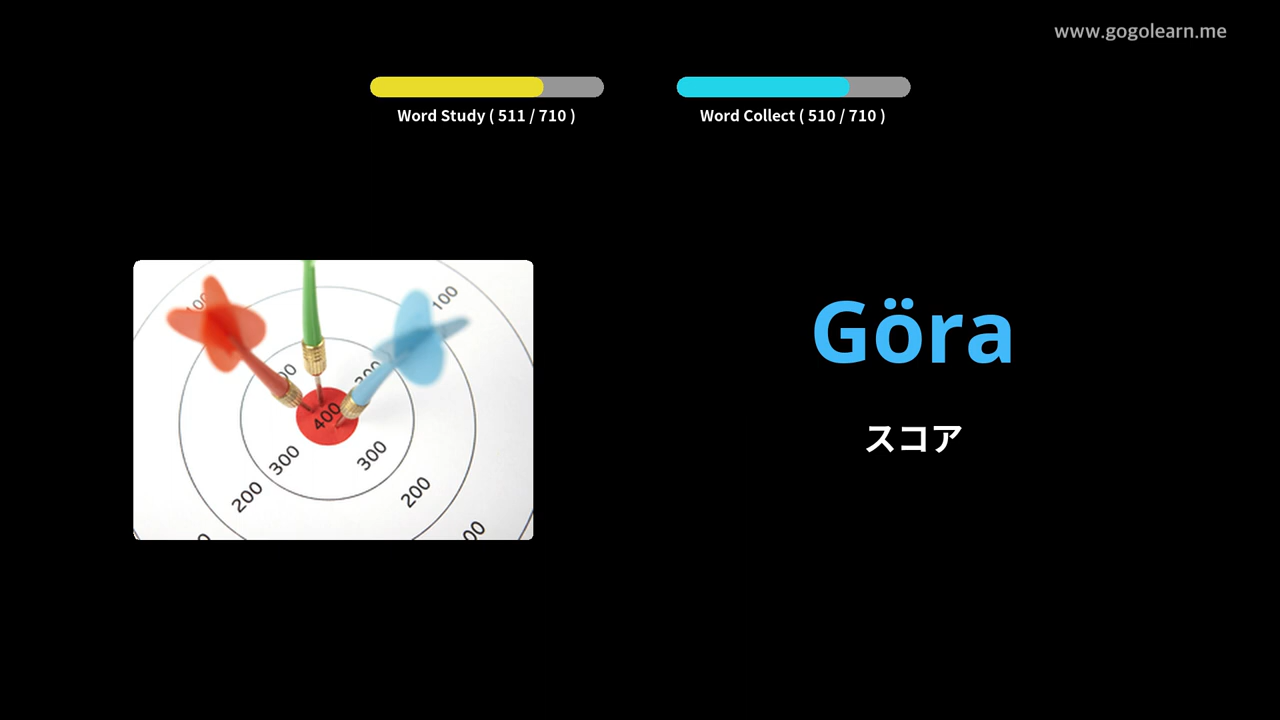 www.gogolearn.me
Word Study ( 511 / 710 )
Word Collect ( 510 / 710 )
Göra
スコア
100
100
200
400
300
300
200
200